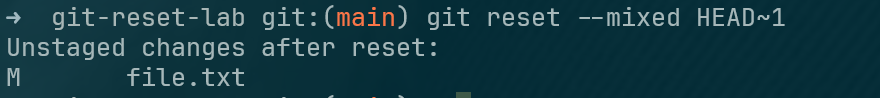 ➜  git-reset-lab git:(main) git reset --mixed HEAD~1
Unstaged changes after reset:
M       file.txt